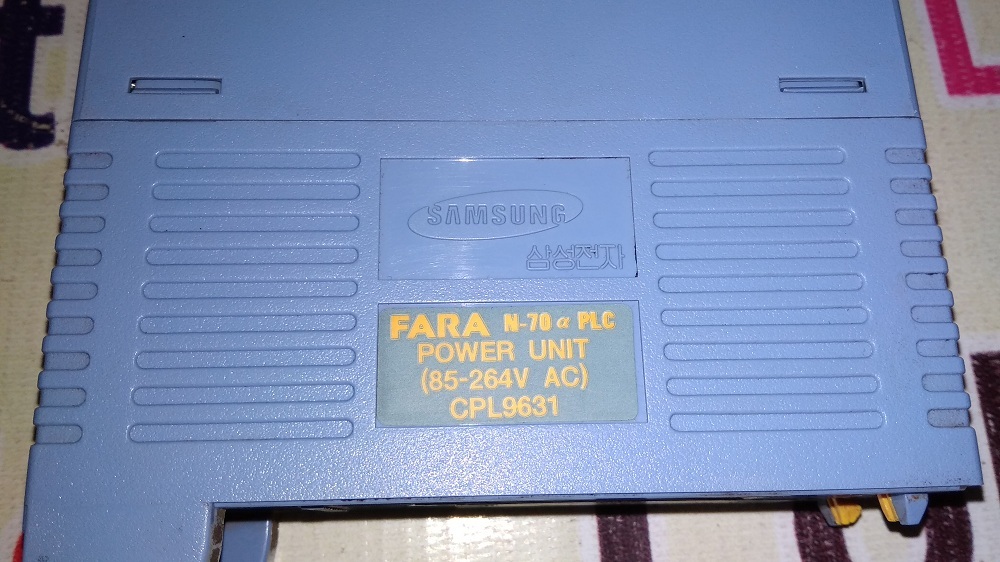 SAMSUNG
삼성전자
FARA N-70 α PLC
POWER UNIT
(85-264V AC)
CPL9631